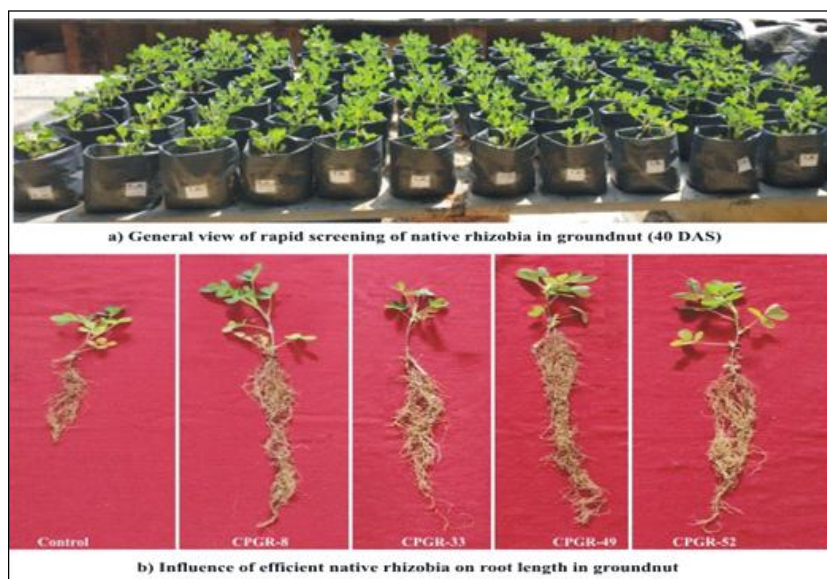 a) General view of rapid screening of native rhizobia in groundnut (40 DAS)
Control
CPGR-8
CPGR-33
CPGR-49
CPGR-52
b) Influence of efficient native rhizobia on root length in groundnut